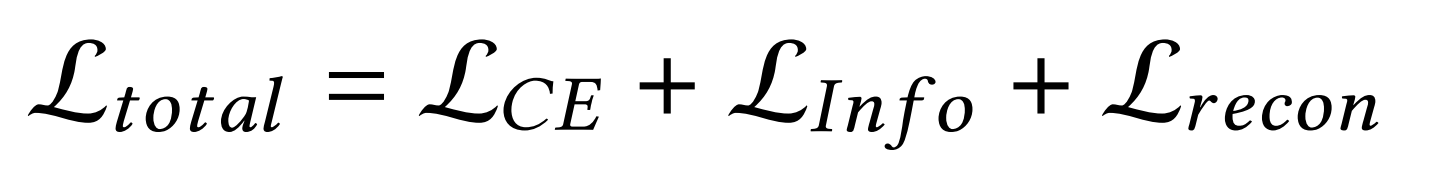 ℒ_{total} = ℒ_{CE} + ℒ_{Info} + ℒ_{recon}